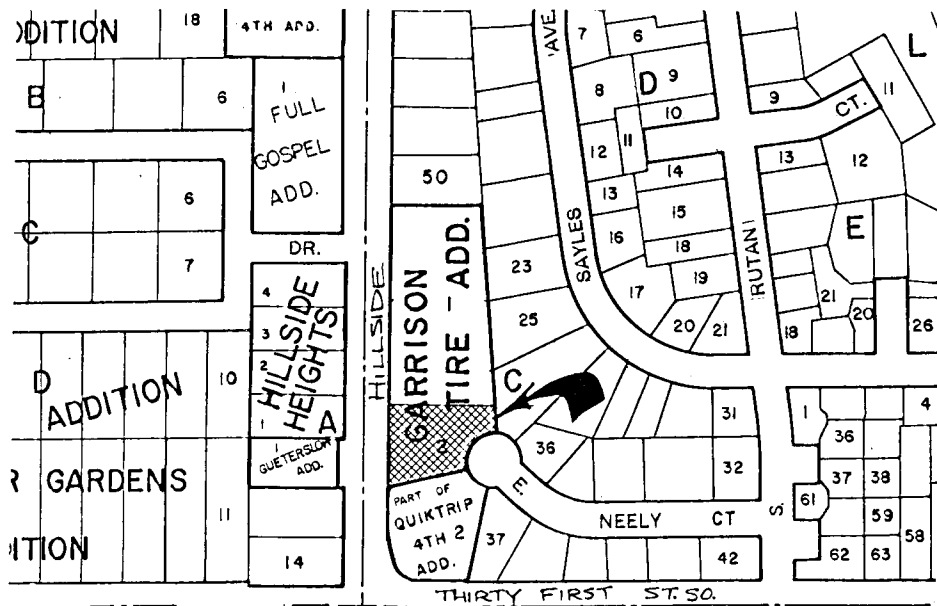 DDITION
18
4TH ADD.
B
6
1
FULL
GOSPEL
ADD.
C
6
7
DR.
HILLSIDE
4
3
2
1
HILLSIDE
HEIGHTS
A
1
GUETERSLOH
ADD.
D
ADDITION
10
R GARDENS
11
DITION
14
50
GARRISON
TIRE - ADD.
2
PART OF
QUIKTRIP
4TH 2
ADD.
AVE
SAYLES
7
6
8
D
9
10
11
12
14
13
15
16
18
17
19
20
21
23
25
C
36
31
32
E.
NEELY CT
S.
37
42
RUTAN
L
9
CT.
11
13
12
E
21
20
18
26
1
4
36
37
38
61
59
58
62
63
THIRTY FIRST ST. SO.